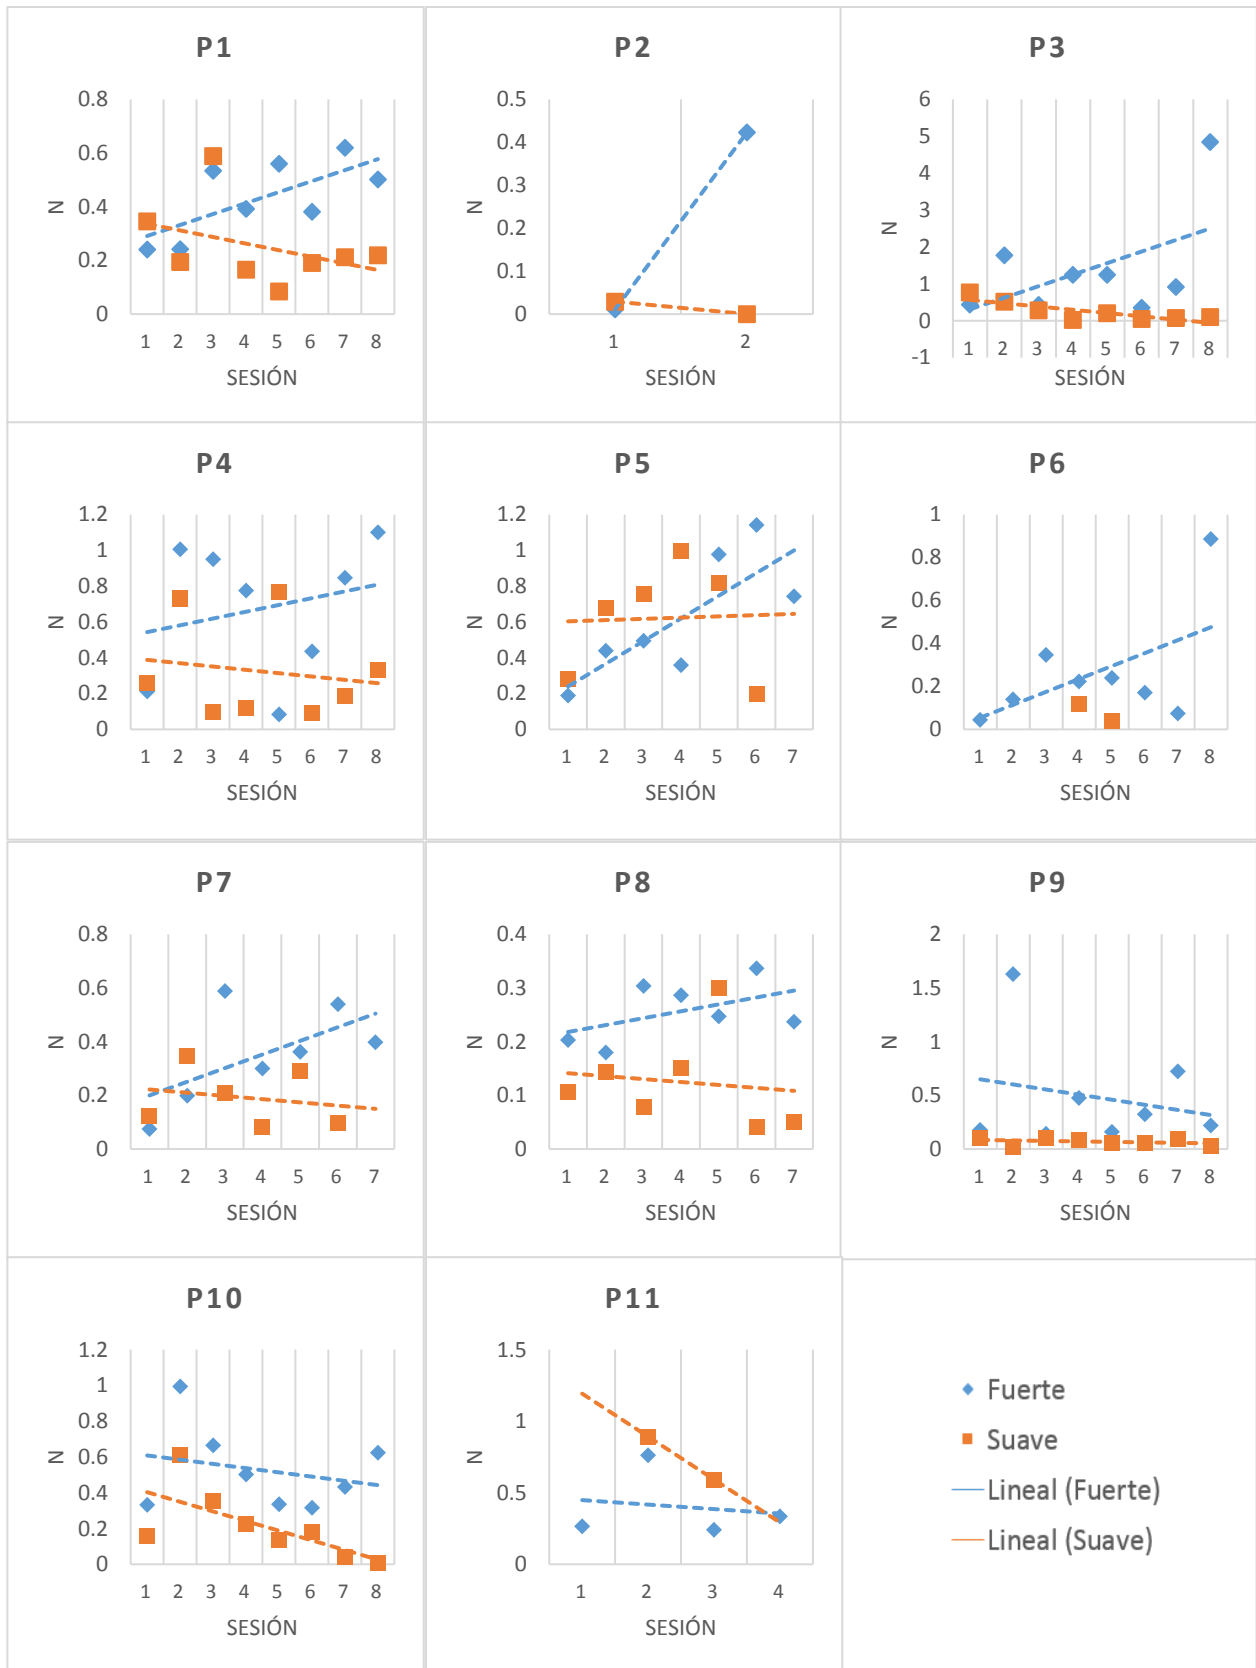 P1
0.8
0.6
0.4
0.2
0
N
1 2 3 4 5 6 7 8
SESIÓN
P2
0.5
0.4
0.3
0.2
0.1
0
N
1 2
SESIÓN
P3
6
5
4
3
2
1
0
-1
N
1 2 3 4 5 6 7 8
SESIÓN
P4
1.2
1
0.8
0.6
0.4
0.2
0
N
1 2 3 4 5 6 7 8
SESIÓN
P5
1.2
1
0.8
0.6
0.4
0.2
0
N
1 2 3 4 5 6 7
SESIÓN
P6
1
0.8
0.6
0.4
0.2
0
N
1 2 3 4 5 6 7 8
SESIÓN
P7
0.8
0.6
0.4
0.2
0
N
1 2 3 4 5 6 7
SESIÓN
P8
0.4
0.3
0.2
0.1
0
N
1 2 3 4 5 6 7
SESIÓN
P9
2
1.5
1
0.5
0
N
1 2 3 4 5 6 7 8
SESIÓN
P10
1.2
1
0.8
0.6
0.4
0.2
0
N
1 2 3 4 5 6 7 8
SESIÓN
P11
1.5
1
0.5
0
N
1 2 3 4
SESIÓN
Fuerte
Suave
Lineal (Fuerte)
Lineal (Suave)